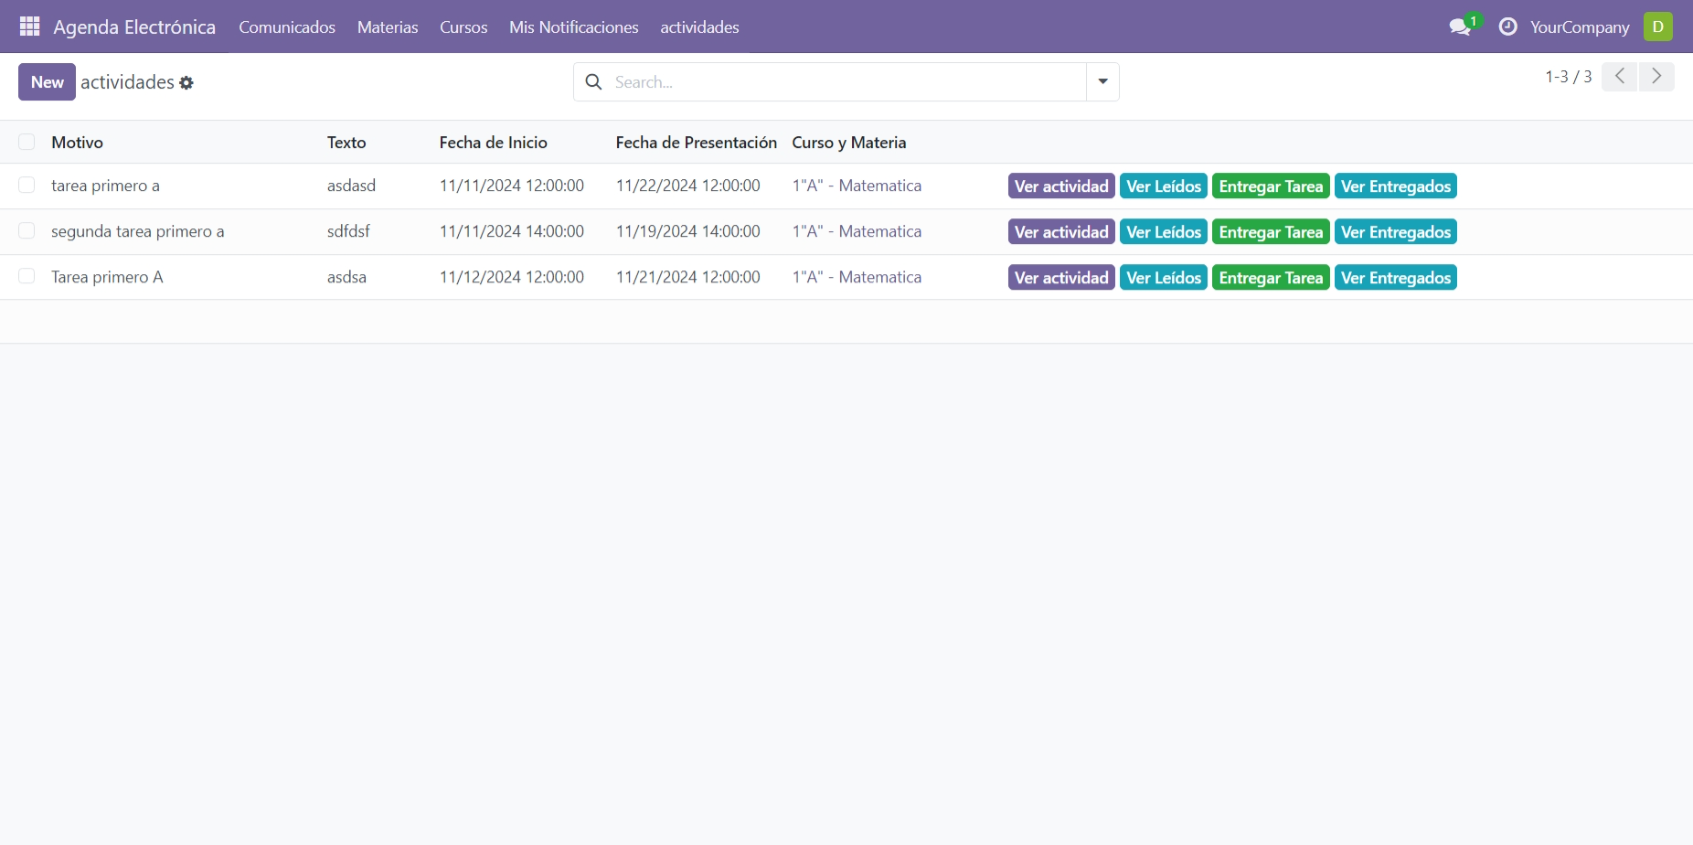 Agenda Electrónica Comunicados Materias Cursos Mis Notificaciones actividades 1 YourCompany D
New actividades Search... 1-3 / 3
Motivo Texto Fecha de Inicio Fecha de Presentación Curso y Materia
tarea primero a asdasd 11/11/2024 12:00:00 11/22/2024 12:00:00 1"A" - Matematica Ver actividad Ver Leídos Entregar Tarea Ver Entregados
segunda tarea primero a sdfdsf 11/11/2024 14:00:00 11/19/2024 14:00:00 1"A" - Matematica Ver actividad Ver Leídos Entregar Tarea Ver Entregados
Tarea primero A asdsa 11/12/2024 12:00:00 11/21/2024 12:00:00 1"A" - Matematica Ver actividad Ver Leídos Entregar Tarea Ver Entregados